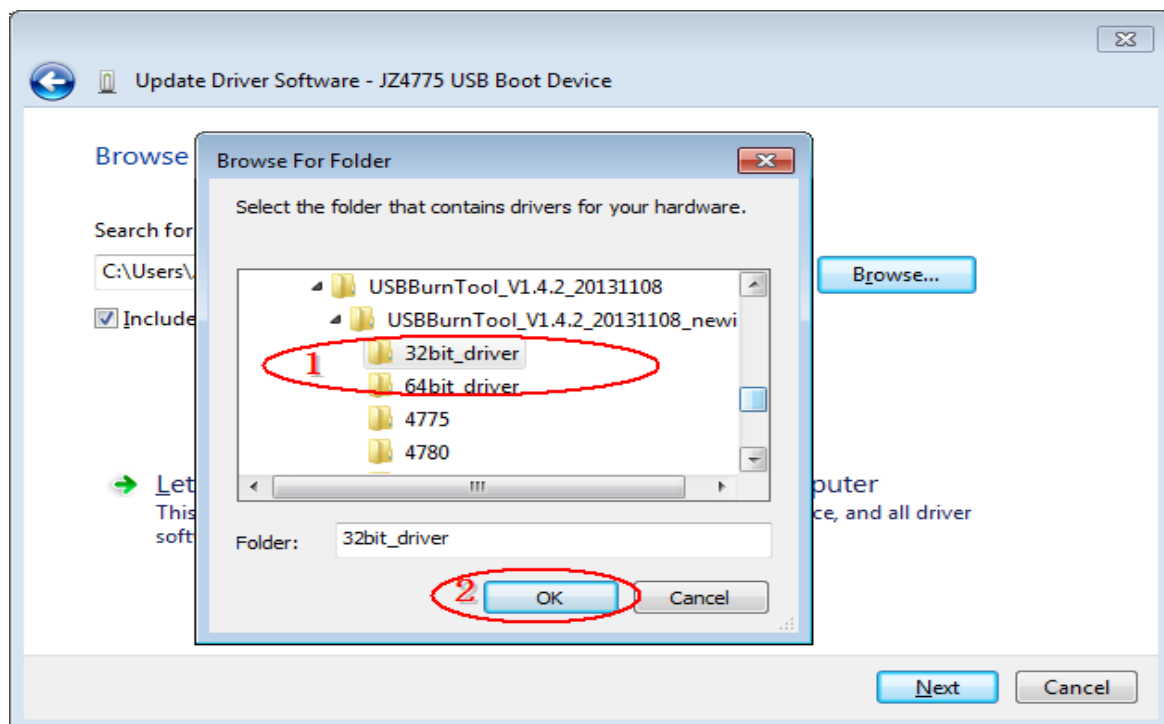 Update Driver Software - JZ4775 USB Boot Device
Browse
Browse For Folder
Select the folder that contains drivers for your hardware.
Search for
C:\Users\
Browse...
Include
USBBurnTool_V1.4.2_20131108
USBBurnTool_V1.4.2_20131108_newi
1
32bit_driver
64bit_driver
4775
4780
Let
puter
This
ce, and all driver
soft
Folder: 32bit_driver
2 OK Cancel
Next Cancel